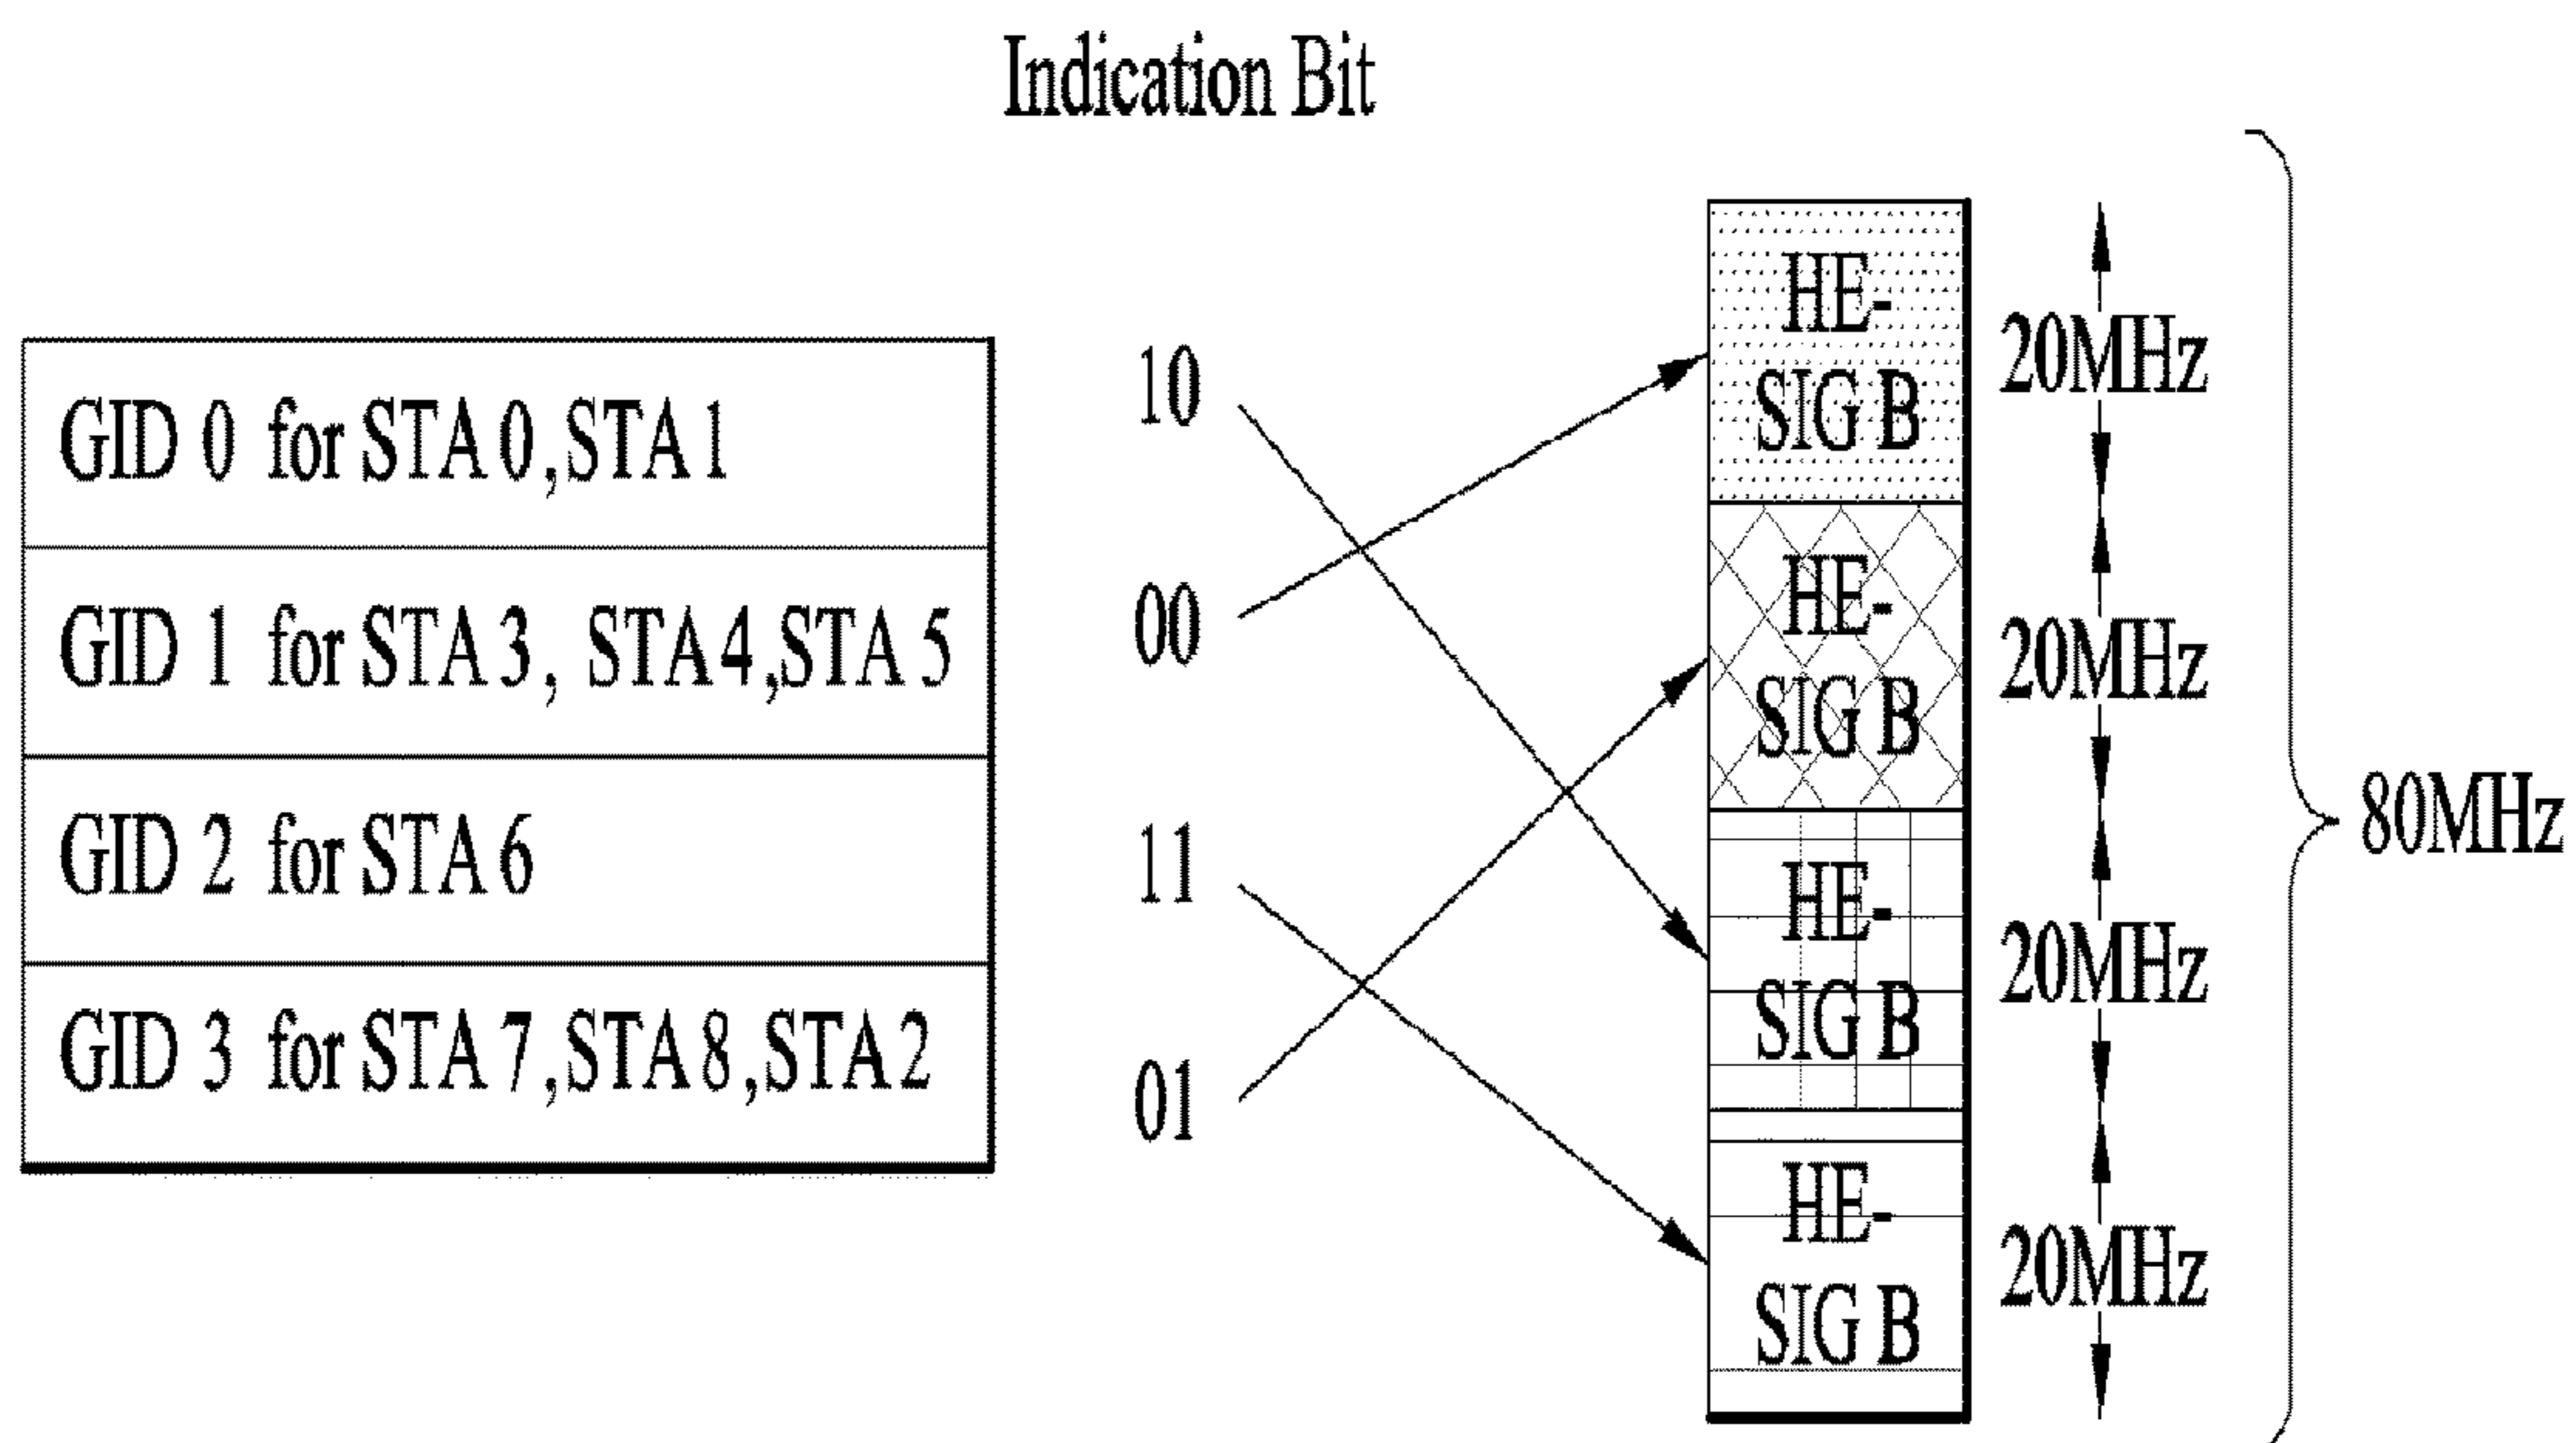 Indication Bit
GID 0 for STA 0,STA 1
GID 1 for STA 3, STA 4,STA 5
GID 2 for STA 6
GID 3 for STA 7,STA 8,STA 2
10
00
11
01
HE-
SIG B
HE-
SIG B
HE-
SIG B
HE-
SIG B
20MHz
20MHz
20MHz
20MHz
80MHz